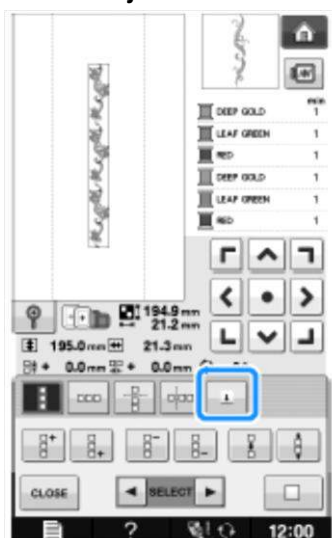 min
DEEP GOLD 1
LEAF GREEN 1
RED 1
DEEP GOLD 1
LEAF GREEN 1
RED 1
194.9 mm
21.2 mm
195.0 mm 21.3 mm
+ 0.0 mm + 0.0 mm
CLOSE SELECT
? 12:00